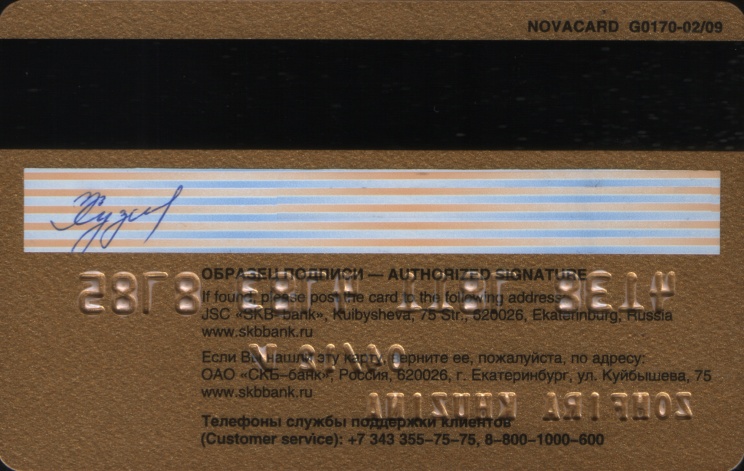 NOVACARD G0170-02/09
ОБРАЗЕЦ ПОДПИСИ — AUTHORIZED SIGNATURE
If found, please post the card to the following address:
JSC «SKB-bank», Kuibysheva, 75 Str., 620026, Ekaterinburg, Russia
www.skbbank.ru
Если Вы нашли эту карту, верните ее, пожалуйста, по адресу:
ОАО «СКБ–банк», Россия, 620026, г. Екатеринбург, ул. Куйбышева, 75
www.skbbank.ru
Телефоны службы поддержки клиентов
(Customer service): +7 343 355–75–75, 8–800–1000–600